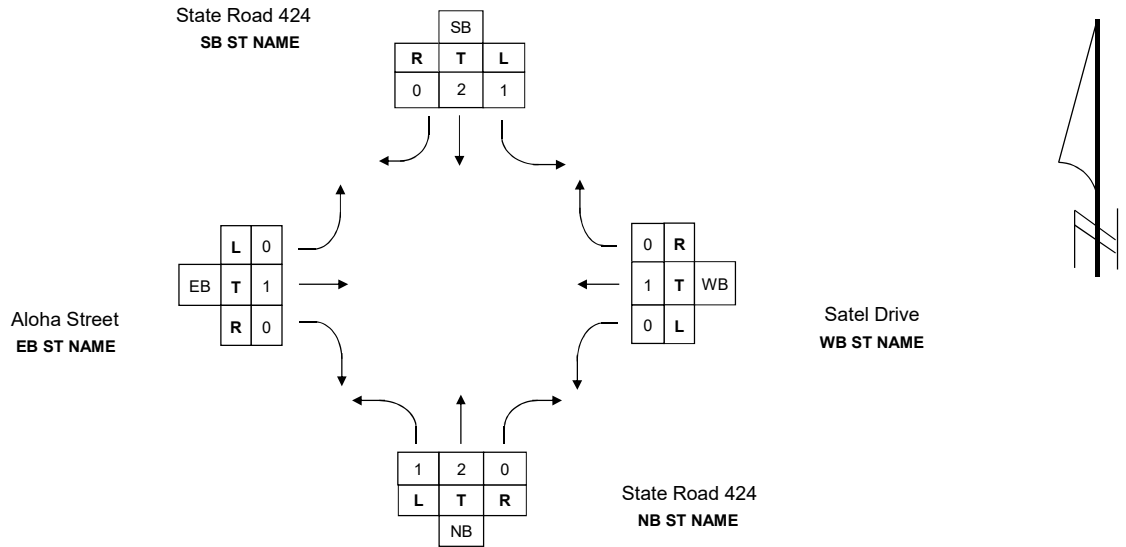 State Road 424
SB ST NAME
SB
R T L
0 2 1
L 0
EB T 1
R 0
Aloha Street
EB ST NAME
0 R
1 T WB
0 L
Satel Drive
WB ST NAME
1 2 0
L T R
NB
State Road 424
NB ST NAME
N